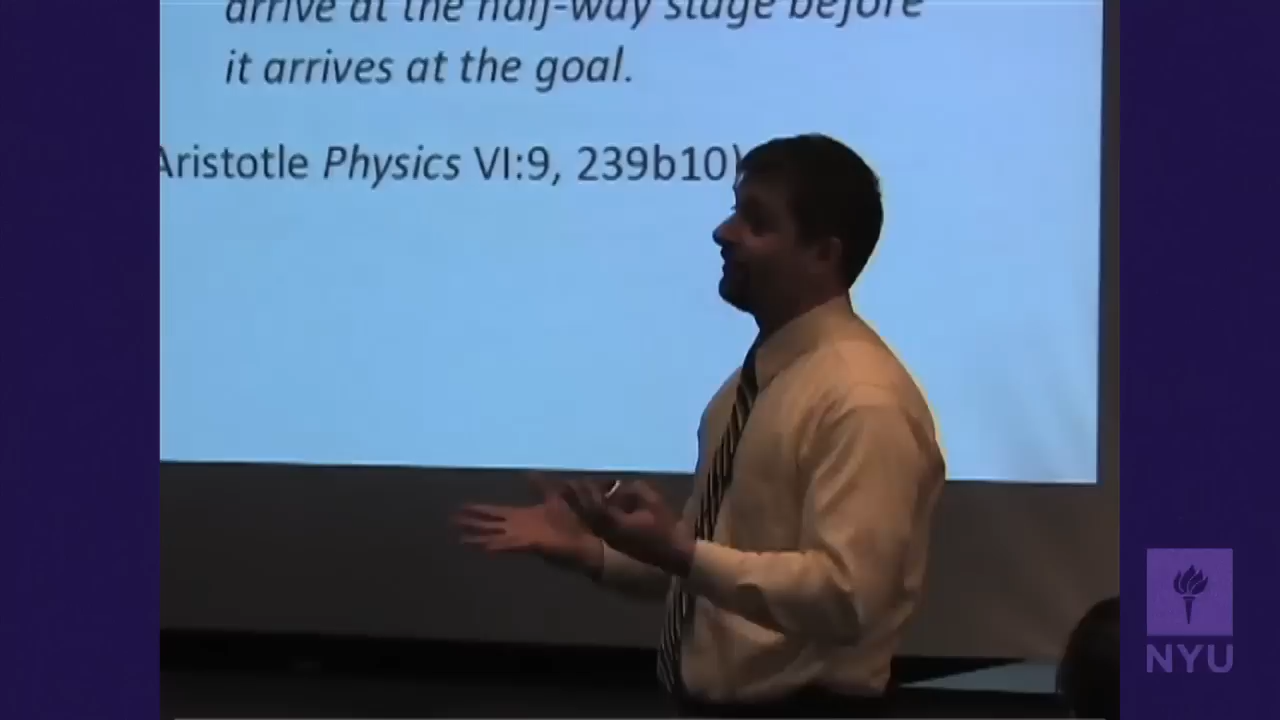 arrive at the half-way stage before
it arrives at the goal.
Aristotle Physics VI:9, 239b10)
NYU